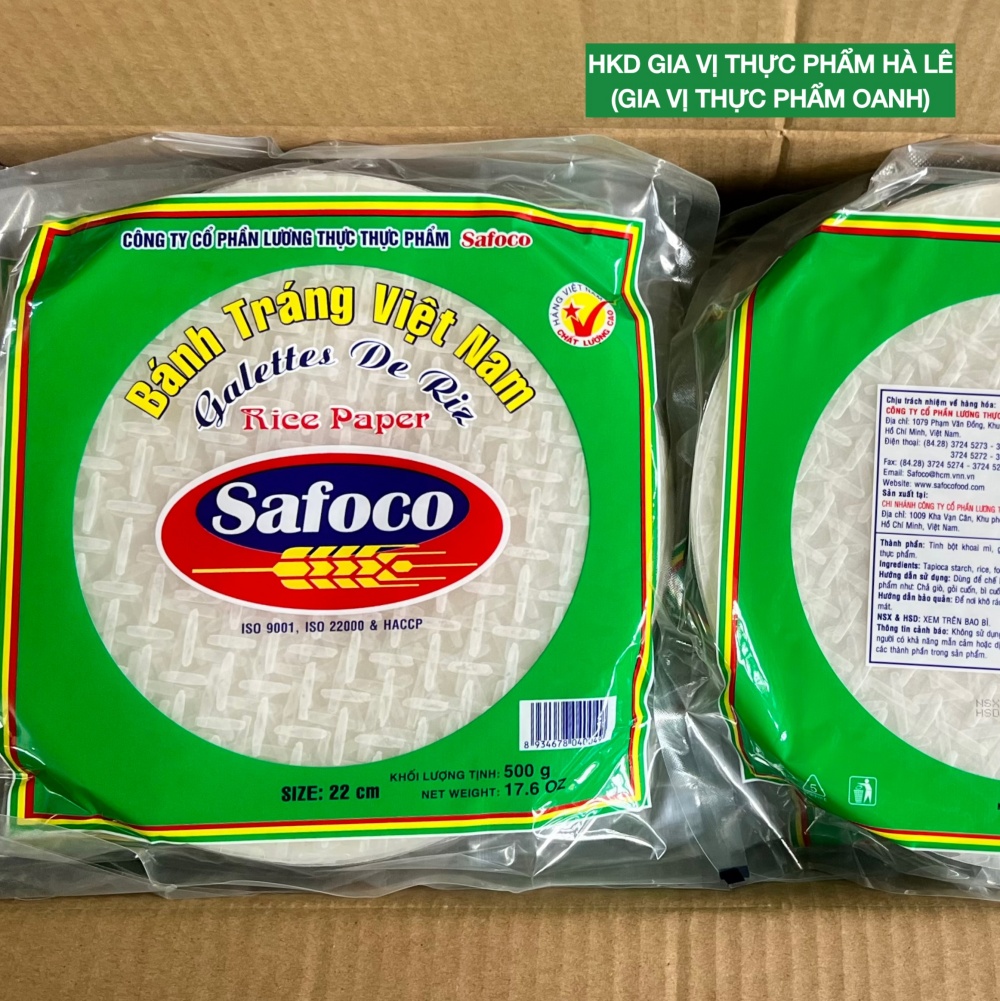 HKD GIA VỊ THỰC PHẨM HÀ LÊ
(GIA VỊ THỰC PHẨM OANH)
CÔNG TY CỔ PHẦN LƯƠNG THỰC THỰC PHẨM Safoco
HÀNG VIỆT NAM
CHẤT LƯỢNG CAO
Bánh Tráng Việt Nam
Galettes De Riz
Rice Paper
Safoco
ISO 9001, ISO 22000 & HACCP
KHỐI LƯỢNG TỊNH: 500 g
SIZE: 22 cm NET WEIGHT: 17.6 OZ
Chịu trách nhiệm về hàng hóa:
CÔNG TY CỔ PHẦN LƯƠNG THỰC
Địa chỉ: 1079 Phạm Văn Đồng, Khu
Hồ Chí Minh, Việt Nam.
Điện thoại: (84.28) 3724 5273 - 3
3724 5272 - 3
Fax: (84.28) 3724 5274 - 3724 52
Email: Safoco@hcm.vnn.vn
Website: www.safocofood.com
Sản xuất tại:
CHI NHÁNH CÔNG TY CỔ PHẦN LƯƠNG
Địa chỉ: 1009 Kha Vạn Cân, Khu
Hồ Chí Minh, Việt Nam.
Thành phần: Tinh bột khoai mì,
thực phẩm.
Ingredients: Tapioca starch, rice,
Hướng dẫn sử dụng: Dùng để chế
phẩm như: Chả giò, gỏi cuốn, bì
Hướng dẫn bảo quản: Để nơi khô
mát.
NSX & HSD: XEM TRÊN BAO BÌ.
Thông tin cảnh báo: Không sử
người có khả năng mẫn cảm hoặc
các thành phần trong sản phẩm.
NSX
HSD
5